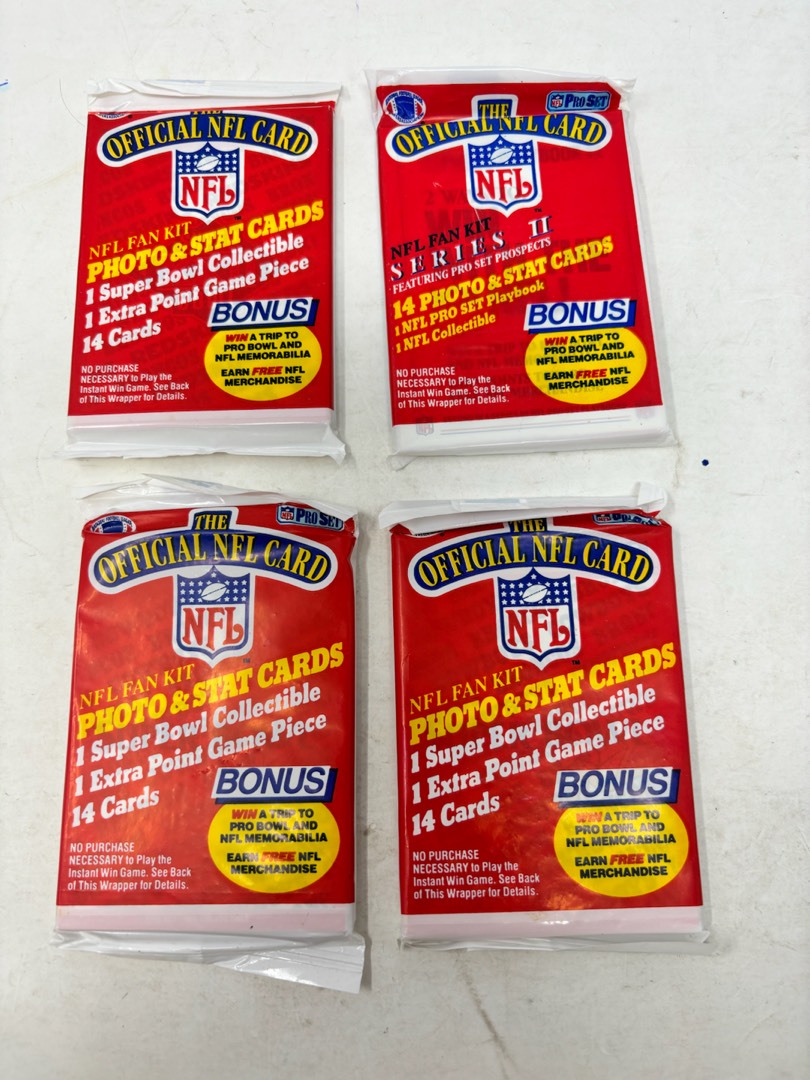 THE
OFFICIAL NFL CARD
NFL
™
NFL FAN KIT
PHOTO & STAT CARDS
1 Super Bowl Collectible
1 Extra Point Game Piece
14 Cards
BONUS
WIN A TRIP TO
PRO BOWL AND
NFL MEMORABILIA
EARN FREE NFL
MERCHANDISE
NO PURCHASE
NECESSARY to Play the
Instant Win Game. See Back
of This Wrapper for Details.
PRO SET
THE
OFFICIAL NFL CARD
NFL
™
NFL FAN KIT
SERIES II
FEATURING PRO SET PROSPECTS
14 PHOTO & STAT CARDS
1 NFL PRO SET Playbook
1 NFL Collectible
BONUS
WIN A TRIP TO
PRO BOWL AND
NFL MEMORABILIA
EARN FREE NFL
MERCHANDISE
NO PURCHASE
NECESSARY to Play the
Instant Win Game. See Back
of This Wrapper for Details.
PRO SET
THE
OFFICIAL NFL CARD
NFL
™
NFL FAN KIT
PHOTO & STAT CARDS
1 Super Bowl Collectible
1 Extra Point Game Piece
14 Cards
BONUS
WIN A TRIP TO
PRO BOWL AND
NFL MEMORABILIA
EARN FREE NFL
MERCHANDISE
NO PURCHASE
NECESSARY to Play the
Instant Win Game. See Back
of This Wrapper for Details.
PRO SET
THE
OFFICIAL NFL CARD
NFL
™
NFL FAN KIT
PHOTO & STAT CARDS
1 Super Bowl Collectible
1 Extra Point Game Piece
14 Cards
BONUS
WIN A TRIP TO
PRO BOWL AND
NFL MEMORABILIA
EARN FREE NFL
MERCHANDISE
NO PURCHASE
NECESSARY to Play the
Instant Win Game. See Back
of This Wrapper for Details.